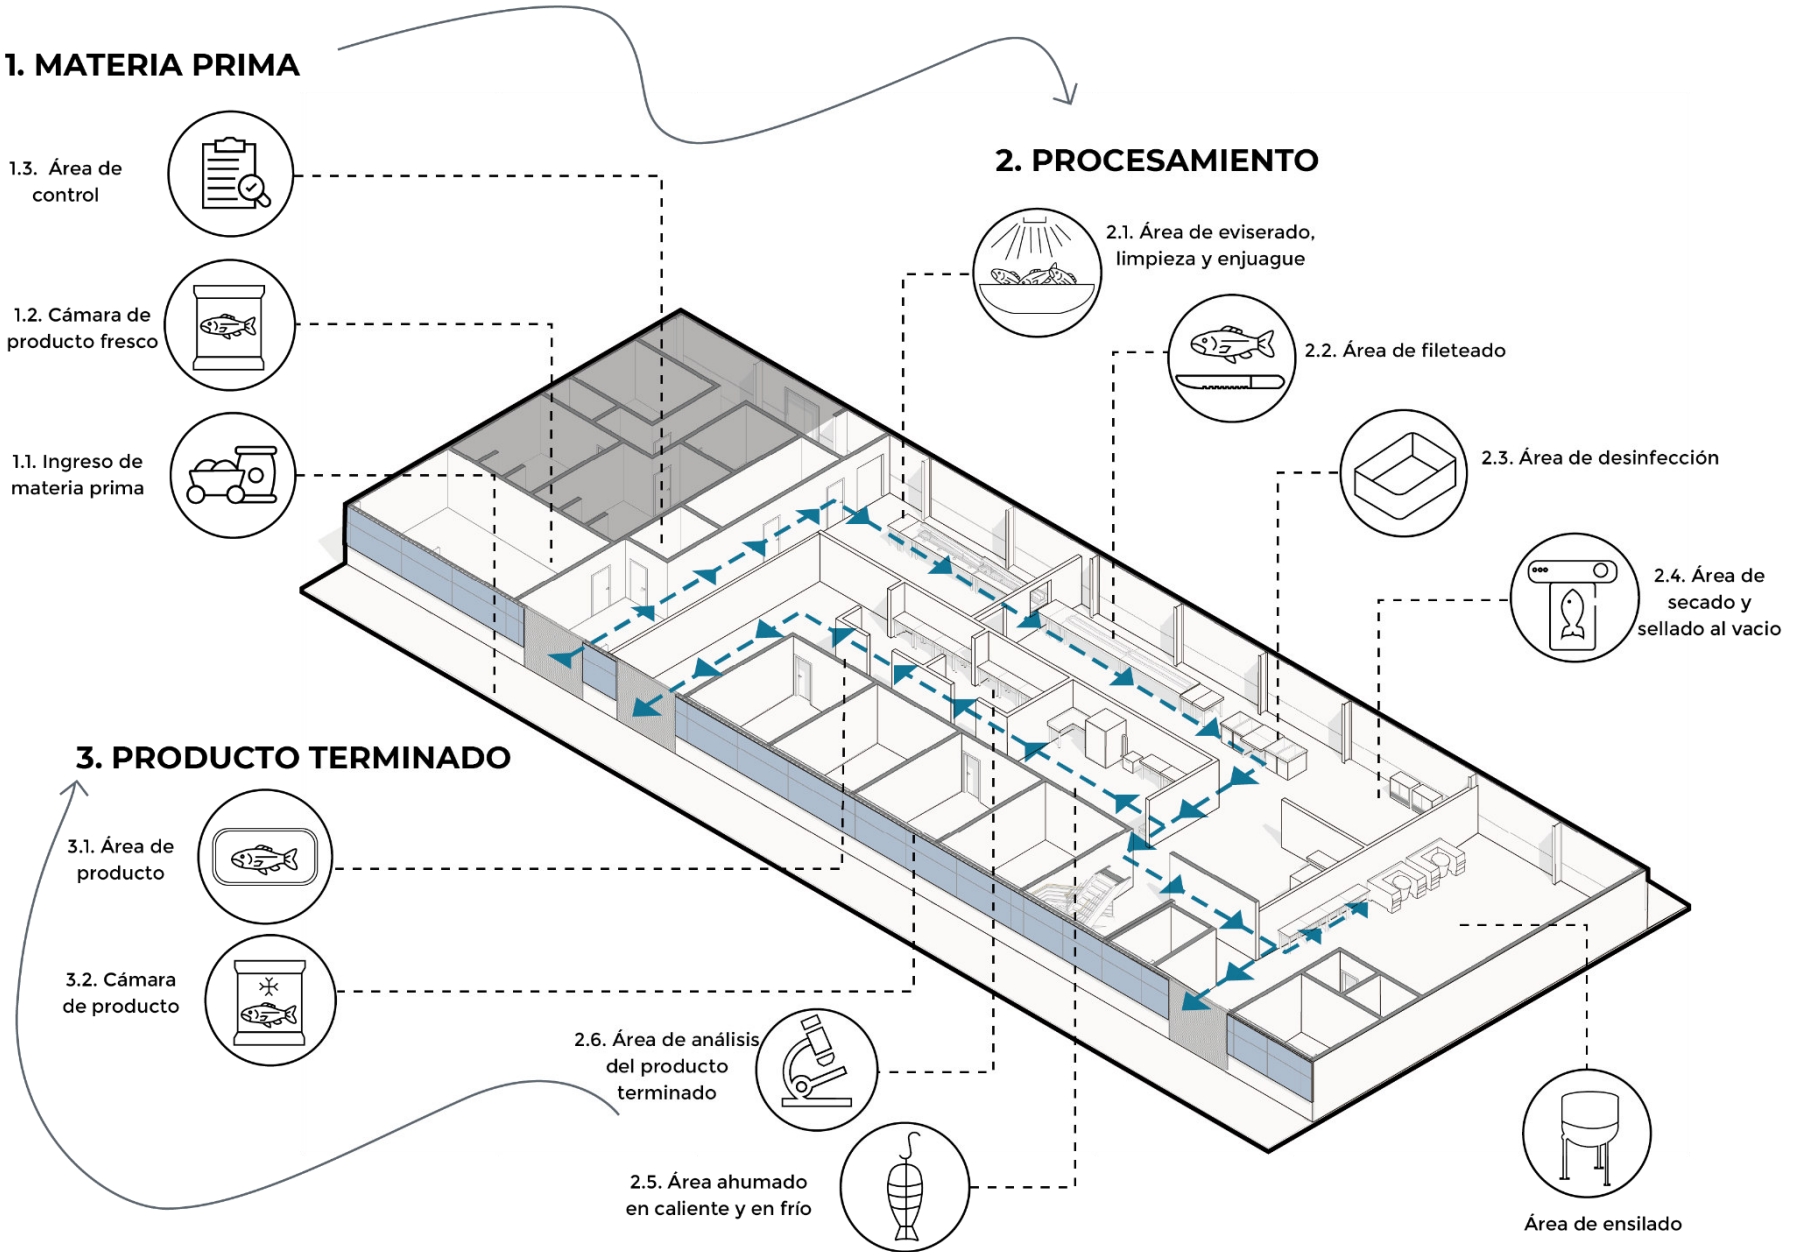 1. MATERIA PRIMA
1.3. Área de
control
1.2. Cámara de
producto fresco
1.1. Ingreso de
materia prima
2. PROCESAMIENTO
2.1. Área de eviserado,
limpieza y enjuague
2.2. Área de fileteado
2.3. Área de desinfección
2.4. Área de
secado y
sellado al vacio
2.6. Área de análisis
del producto
terminado
2.5. Área ahumado
en caliente y en frío
Área de ensilado
3. PRODUCTO TERMINADO
3.1. Área de
producto
3.2. Cámara
de producto